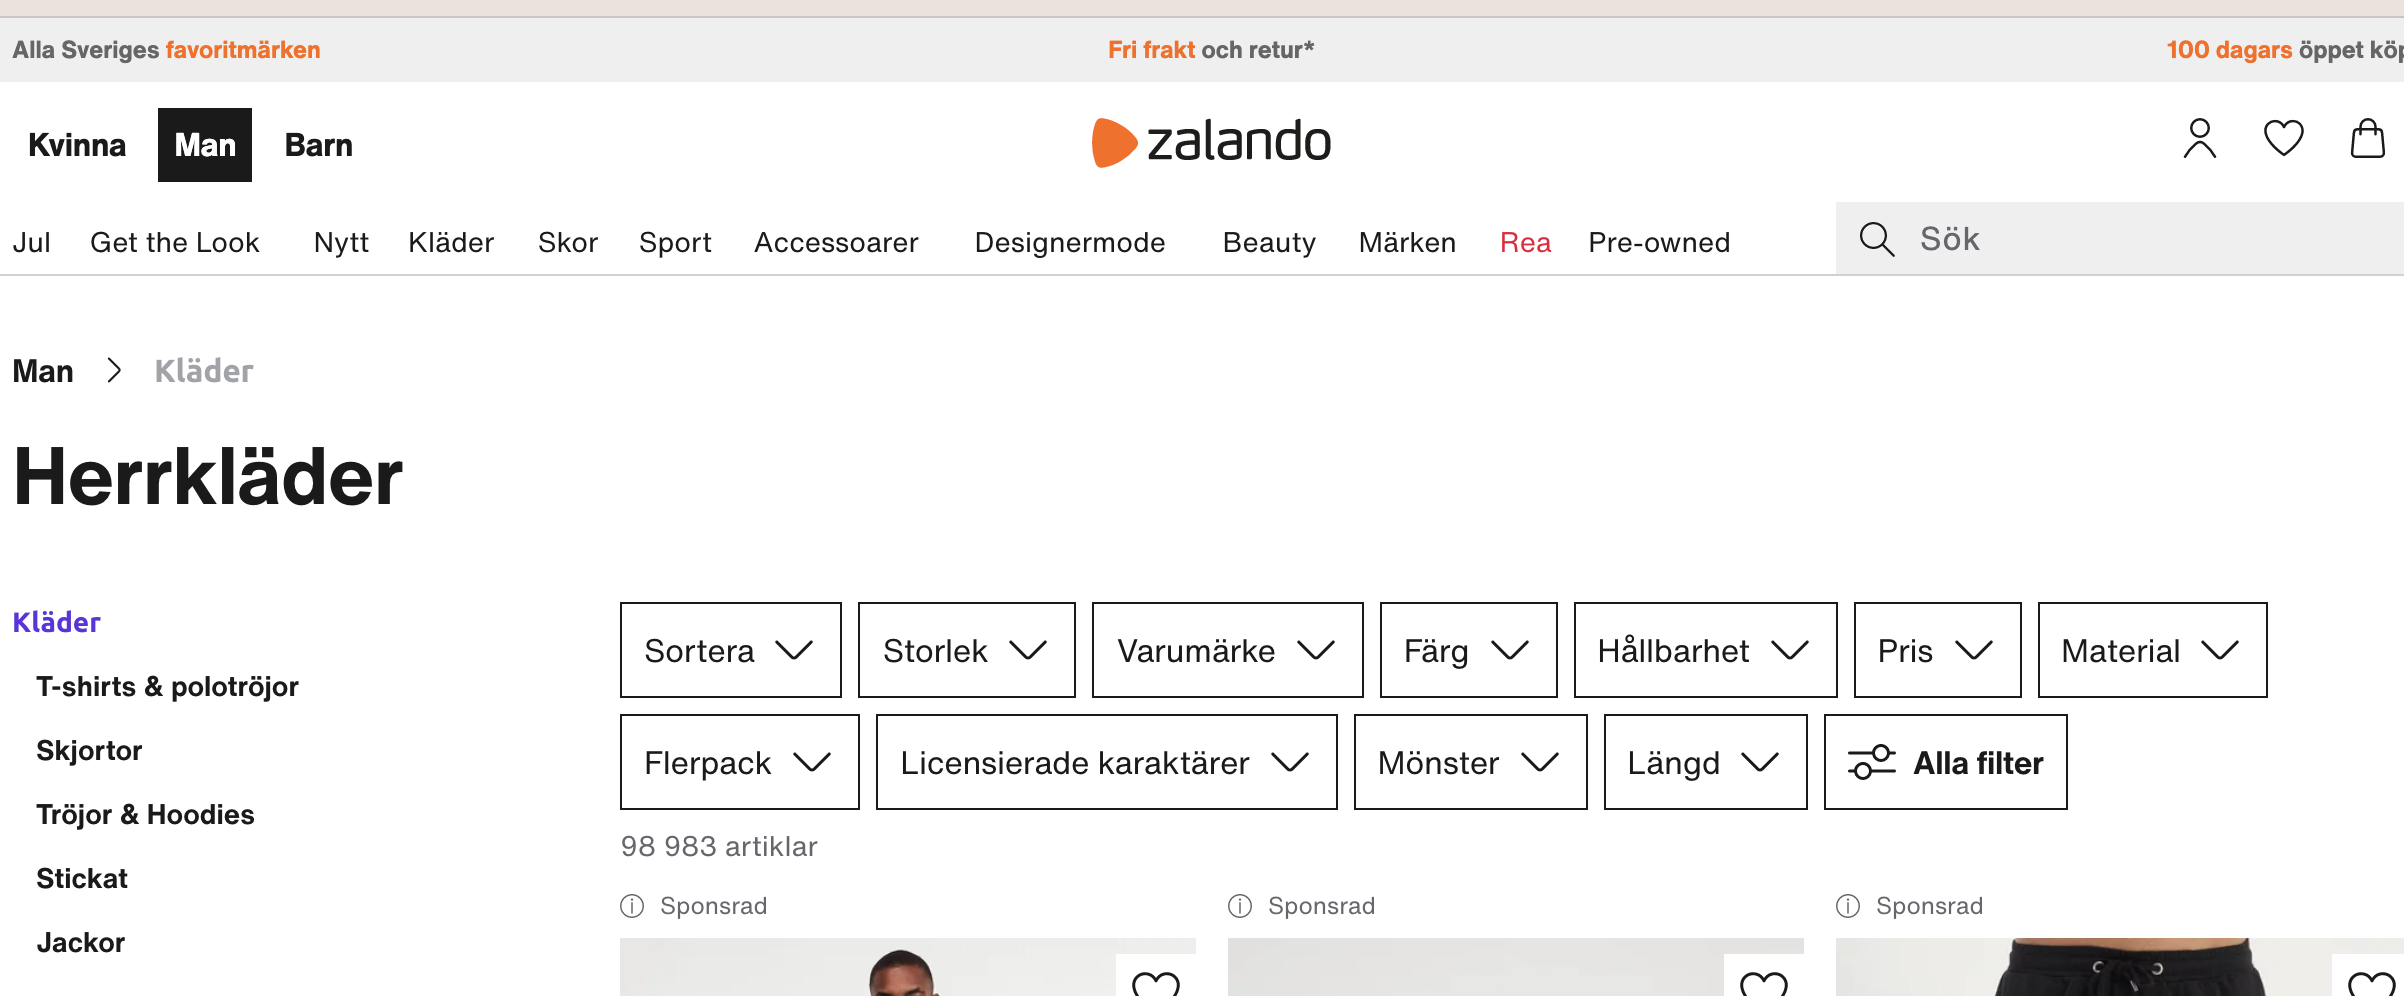 Alla Sveriges favoritmärken
Fri frakt och retur*
100 dagars öppet
Kvinna Man Barn
zalando
Jul Get the Look Nytt Kläder Skor Sport Accessoarer Designermode Beauty Märken Rea Pre-owned
Sök
Man Kläder
Herrkläder
Kläder
T-shirts & polotröjor
Skjortor
Tröjor & Hoodies
Stickat
Jackor
Sortera Storlek Varumärke Färg Hållbarhet Pris Material
Flerpack Licensierade karaktärer Mönster Längd Alla filter
98 983 artiklar
Sponsrad Sponsrad Sponsrad